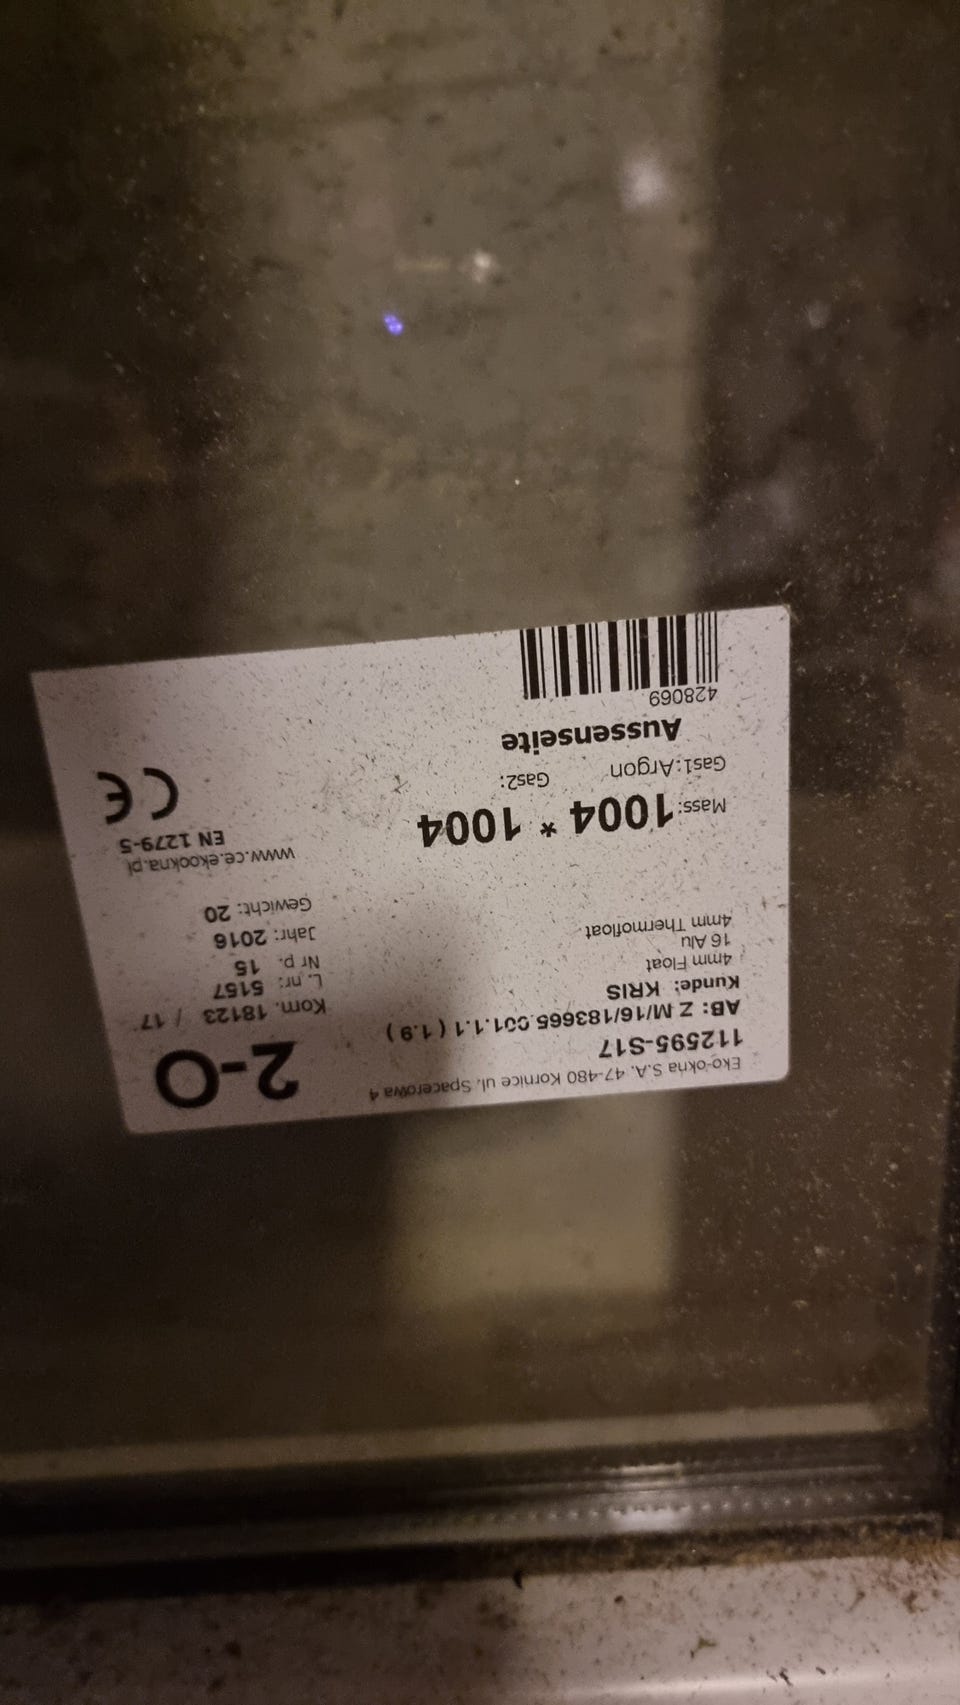 Eko-okna S.A. 47-480 Kornice ul. Spacerowa 4
2-O
112595-S17
AB: Z M/16/183665.001.1.1 ( 1.9 )
Kom. 18123 / 17
Kunde: KRIS
L. nr: 5157
4mm Float
Nr p. 15
16 Alu
Jahr: 2016
4mm Thermofloat
Gewicht: 20
www.ce.ekookna.pl
Mass: 1004 * 1004
EN 1279-5
CE
Gas1:Argon Gas2:
Aussenseite
428069